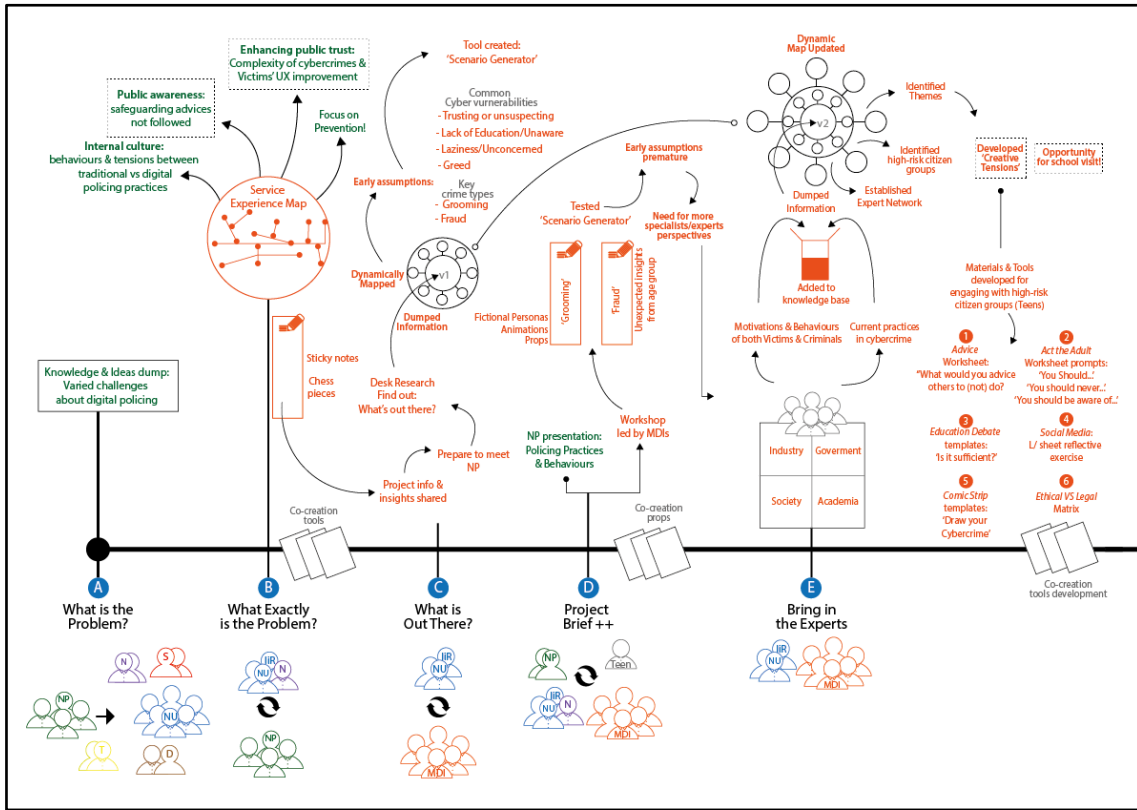 Enhancing public trust:
Complexity of cybercrimes &
Victims' UX improvement
Public awareness:
safeguarding advices
not followed
Focus on
Prevention!
Internal culture:
behaviours & tensions between
traditional vs digital
policing practices
Service
Experience Map
Knowledge & Ideas dump:
Varied challenges
about digital policing
Sticky notes
Chess
pieces
Tool created:
'Scenario Generator'
Common
Cyber vurnerabilities
- Trusting or unsuspecting
- Lack of Education/Unaware
- Laziness/Unconcerned
- Greed
Early assumptions:
Key
crime types
- Grooming
- Fraud
Dynamically
Mapped
v1
Dumped
Information
Desk Research
Find out:
What's out there?
Prepare to meet
NP
Project info &
insights shared
Early assumptions
premature
Tested
'Scenario Generator'
Need for more
specialists/experts
perspectives
'Grooming'
'Fraud'
Unexpected insights
from age group
Fictional Personas
Animations
Props
NP presentation:
Policing Practices
& Behaviours
Workshop
led by MDIs
Dynamic
Map Updated
v2
Identified
Themes
Identified
high-risk citizen
groups
Established
Expert Network
Dumped
Information
Added to
knowledge base
Motivations & Behaviours
of both Victims & Criminals
Current practices
in cybercrime
Industry
Goverment
Society
Academia
Developed
'Creative
Tensions'
Opportunity
for school visit!
Materials & Tools
developed for
engaging with high-risk
citizen groups (Teens)
1
Advice
Worksheet:
"What would you advice
others to (not) do?
2
Act the Adult
Worksheet prompts:
'You Should...'
'You should never...'
'You should be aware of...'
3
Education Debate
templates:
'Is it sufficient?'
4
Social Media:
L/ sheet reflective
exercise
5
Comic Strip
templates:
'Draw your
Cybercrime'
6
Ethical VS Legal
Matrix
Co-creation
tools
Co-creation
props
Co-creation
tools development
A
What is the
Problem?
B
What Exactly
is the Problem?
C
What is
Out There?
D
Project
Brief ++
E
Bring in
the Experts
N
S
NP
NU
T
D
IiR
NU
N
NP
IiR
NU
MDI
NP
Teen
IiR
NU
N
MDI
IiR
NU
MDI